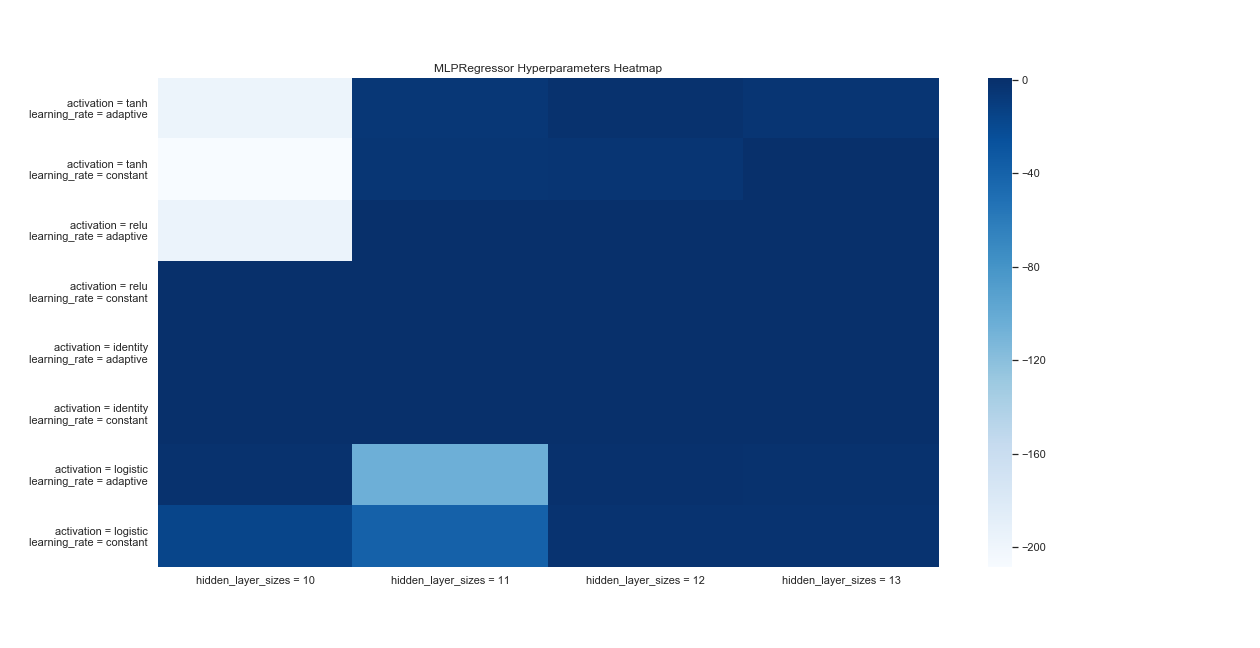 MLPRegressor Hyperparameters Heatmap
activation = tanh
learning_rate = adaptive
activation = tanh
learning_rate = constant
activation = relu
learning_rate = adaptive
activation = relu
learning_rate = constant
activation = identity
learning_rate = adaptive
activation = identity
learning_rate = constant
activation = logistic
learning_rate = adaptive
activation = logistic
learning_rate = constant
hidden_layer_sizes = 10
hidden_layer_sizes = 11
hidden_layer_sizes = 12
hidden_layer_sizes = 13
0
−40
−80
−120
−160
−200